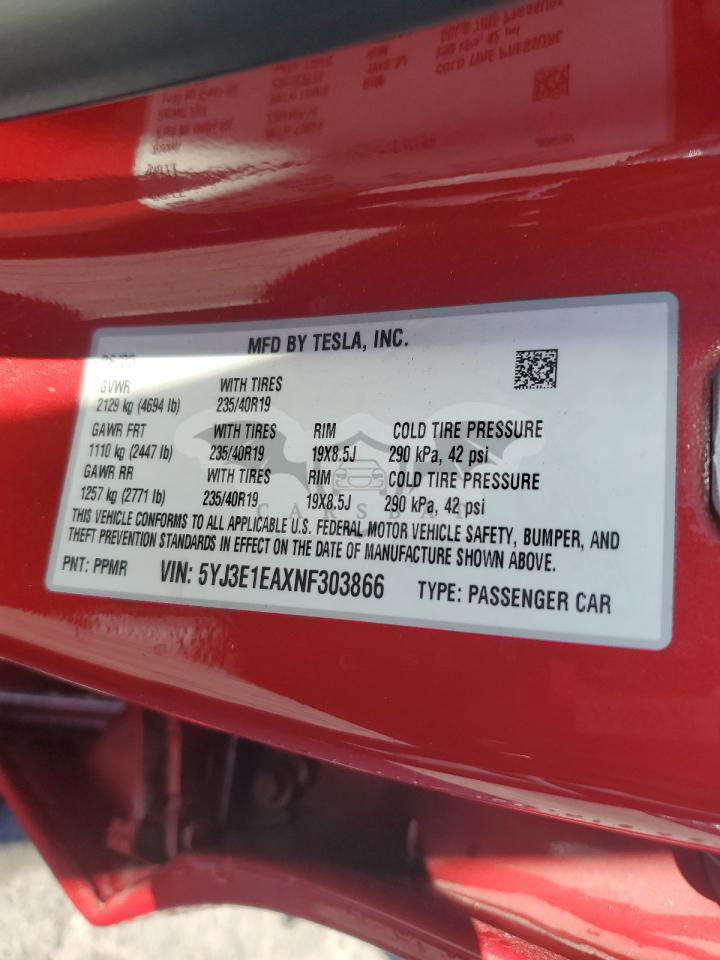 MFD BY TESLA, INC.
GVWR WITH TIRES
2129 kg (4694 lb) 235/40R19
GAWR FRT WITH TIRES RIM COLD TIRE PRESSURE
1110 kg (2447 lb) 235/40R19 19X8.5J 290 kPa, 42 psi
GAWR RR WITH TIRES RIM COLD TIRE PRESSURE
1257 kg (2771 lb) 235/40R19 19X8.5J 290 kPa, 42 psi
THIS VEHICLE CONFORMS TO ALL APPLICABLE U.S. FEDERAL MOTOR VEHICLE SAFETY, BUMPER, AND
THEFT PREVENTION STANDARDS IN EFFECT ON THE DATE OF MANUFACTURE SHOWN ABOVE.
PNT: PPMR VIN: 5YJ3E1EAXNF303866 TYPE: PASSENGER CAR